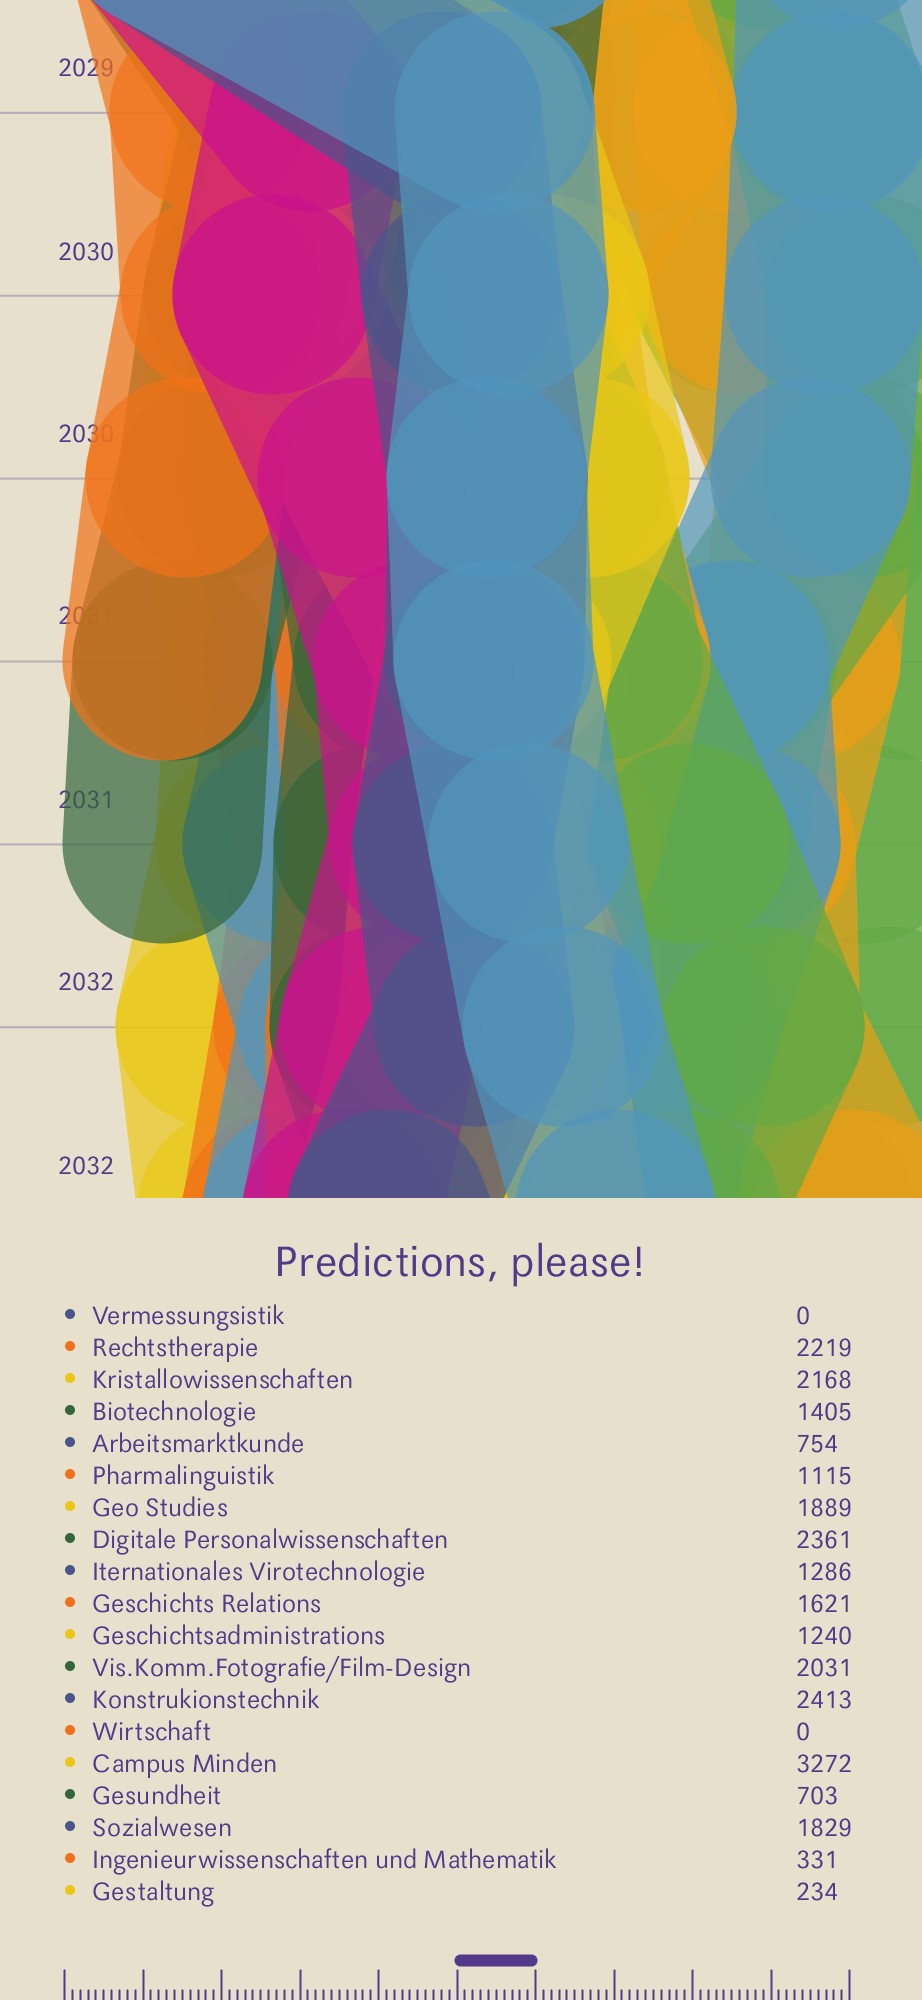 2029
2030
2030
2031
2031
2032
2032
Predictions, please!
Vermessungsistik 0
Rechtstherapie 2219
Kristallowissenschaften 2168
Biotechnologie 1405
Arbeitsmarktkunde 754
Pharmalinguistik 1115
Geo Studies 1889
Digitale Personalwissenschaften 2361
Iternationales Virotechnologie 1286
Geschichts Relations 1621
Geschichtsadministrations 1240
Vis.Komm.Fotografie/Film-Design 2031
Konstrukionstechnik 2413
Wirtschaft 0
Campus Minden 3272
Gesundheit 703
Sozialwesen 1829
Ingenieurwissenschaften und Mathematik 331
Gestaltung 234